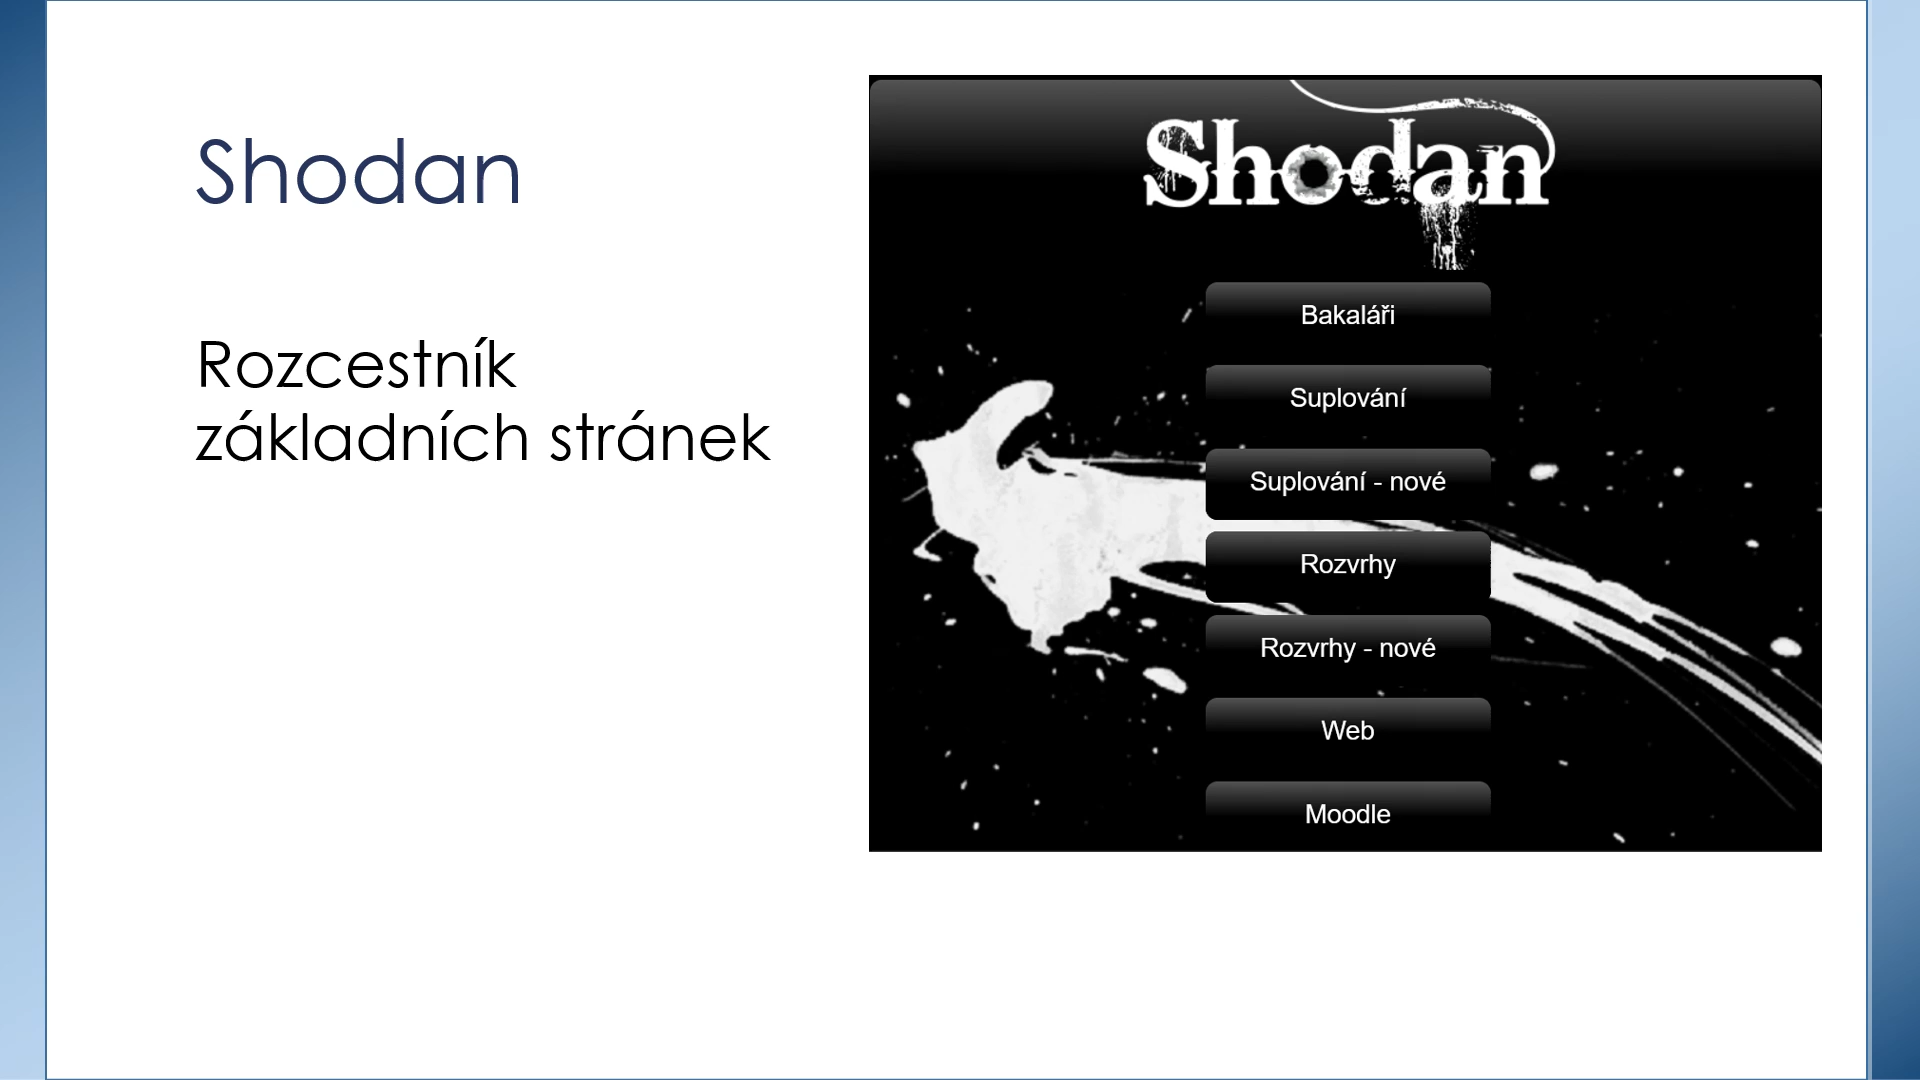 Shodan
Rozcestník
základních stránek
Shodan
Bakaláři
Suplování
Suplování - nové
Rozvrhy
Rozvrhy - nové
Web
Moodle